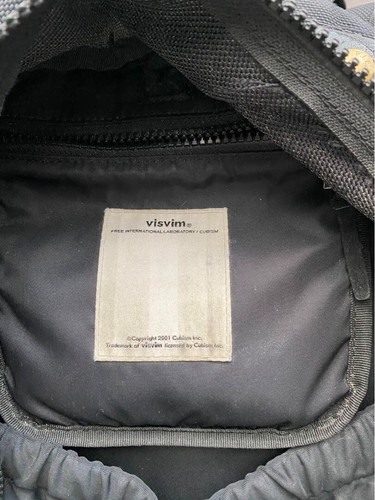 visvim®
FREE INTERNATIONAL LABORATORY / CUSTOM
©Copyright 2001 Cubism Inc.
Trademark of visvim licensed by Cubism Inc.